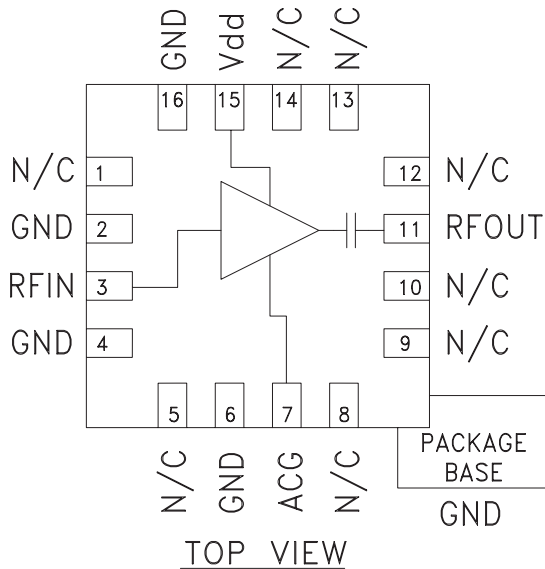 GND
Vdd
N/C
N/C
16
15
14
13
N/C 1
12 N/C
GND 2
11 RFOUT
RFIN 3
10 N/C
GND 4
9 N/C
5
6
7
8
N/C
GND
ACG
N/C
PACKAGE
BASE
GND
TOP VIEW